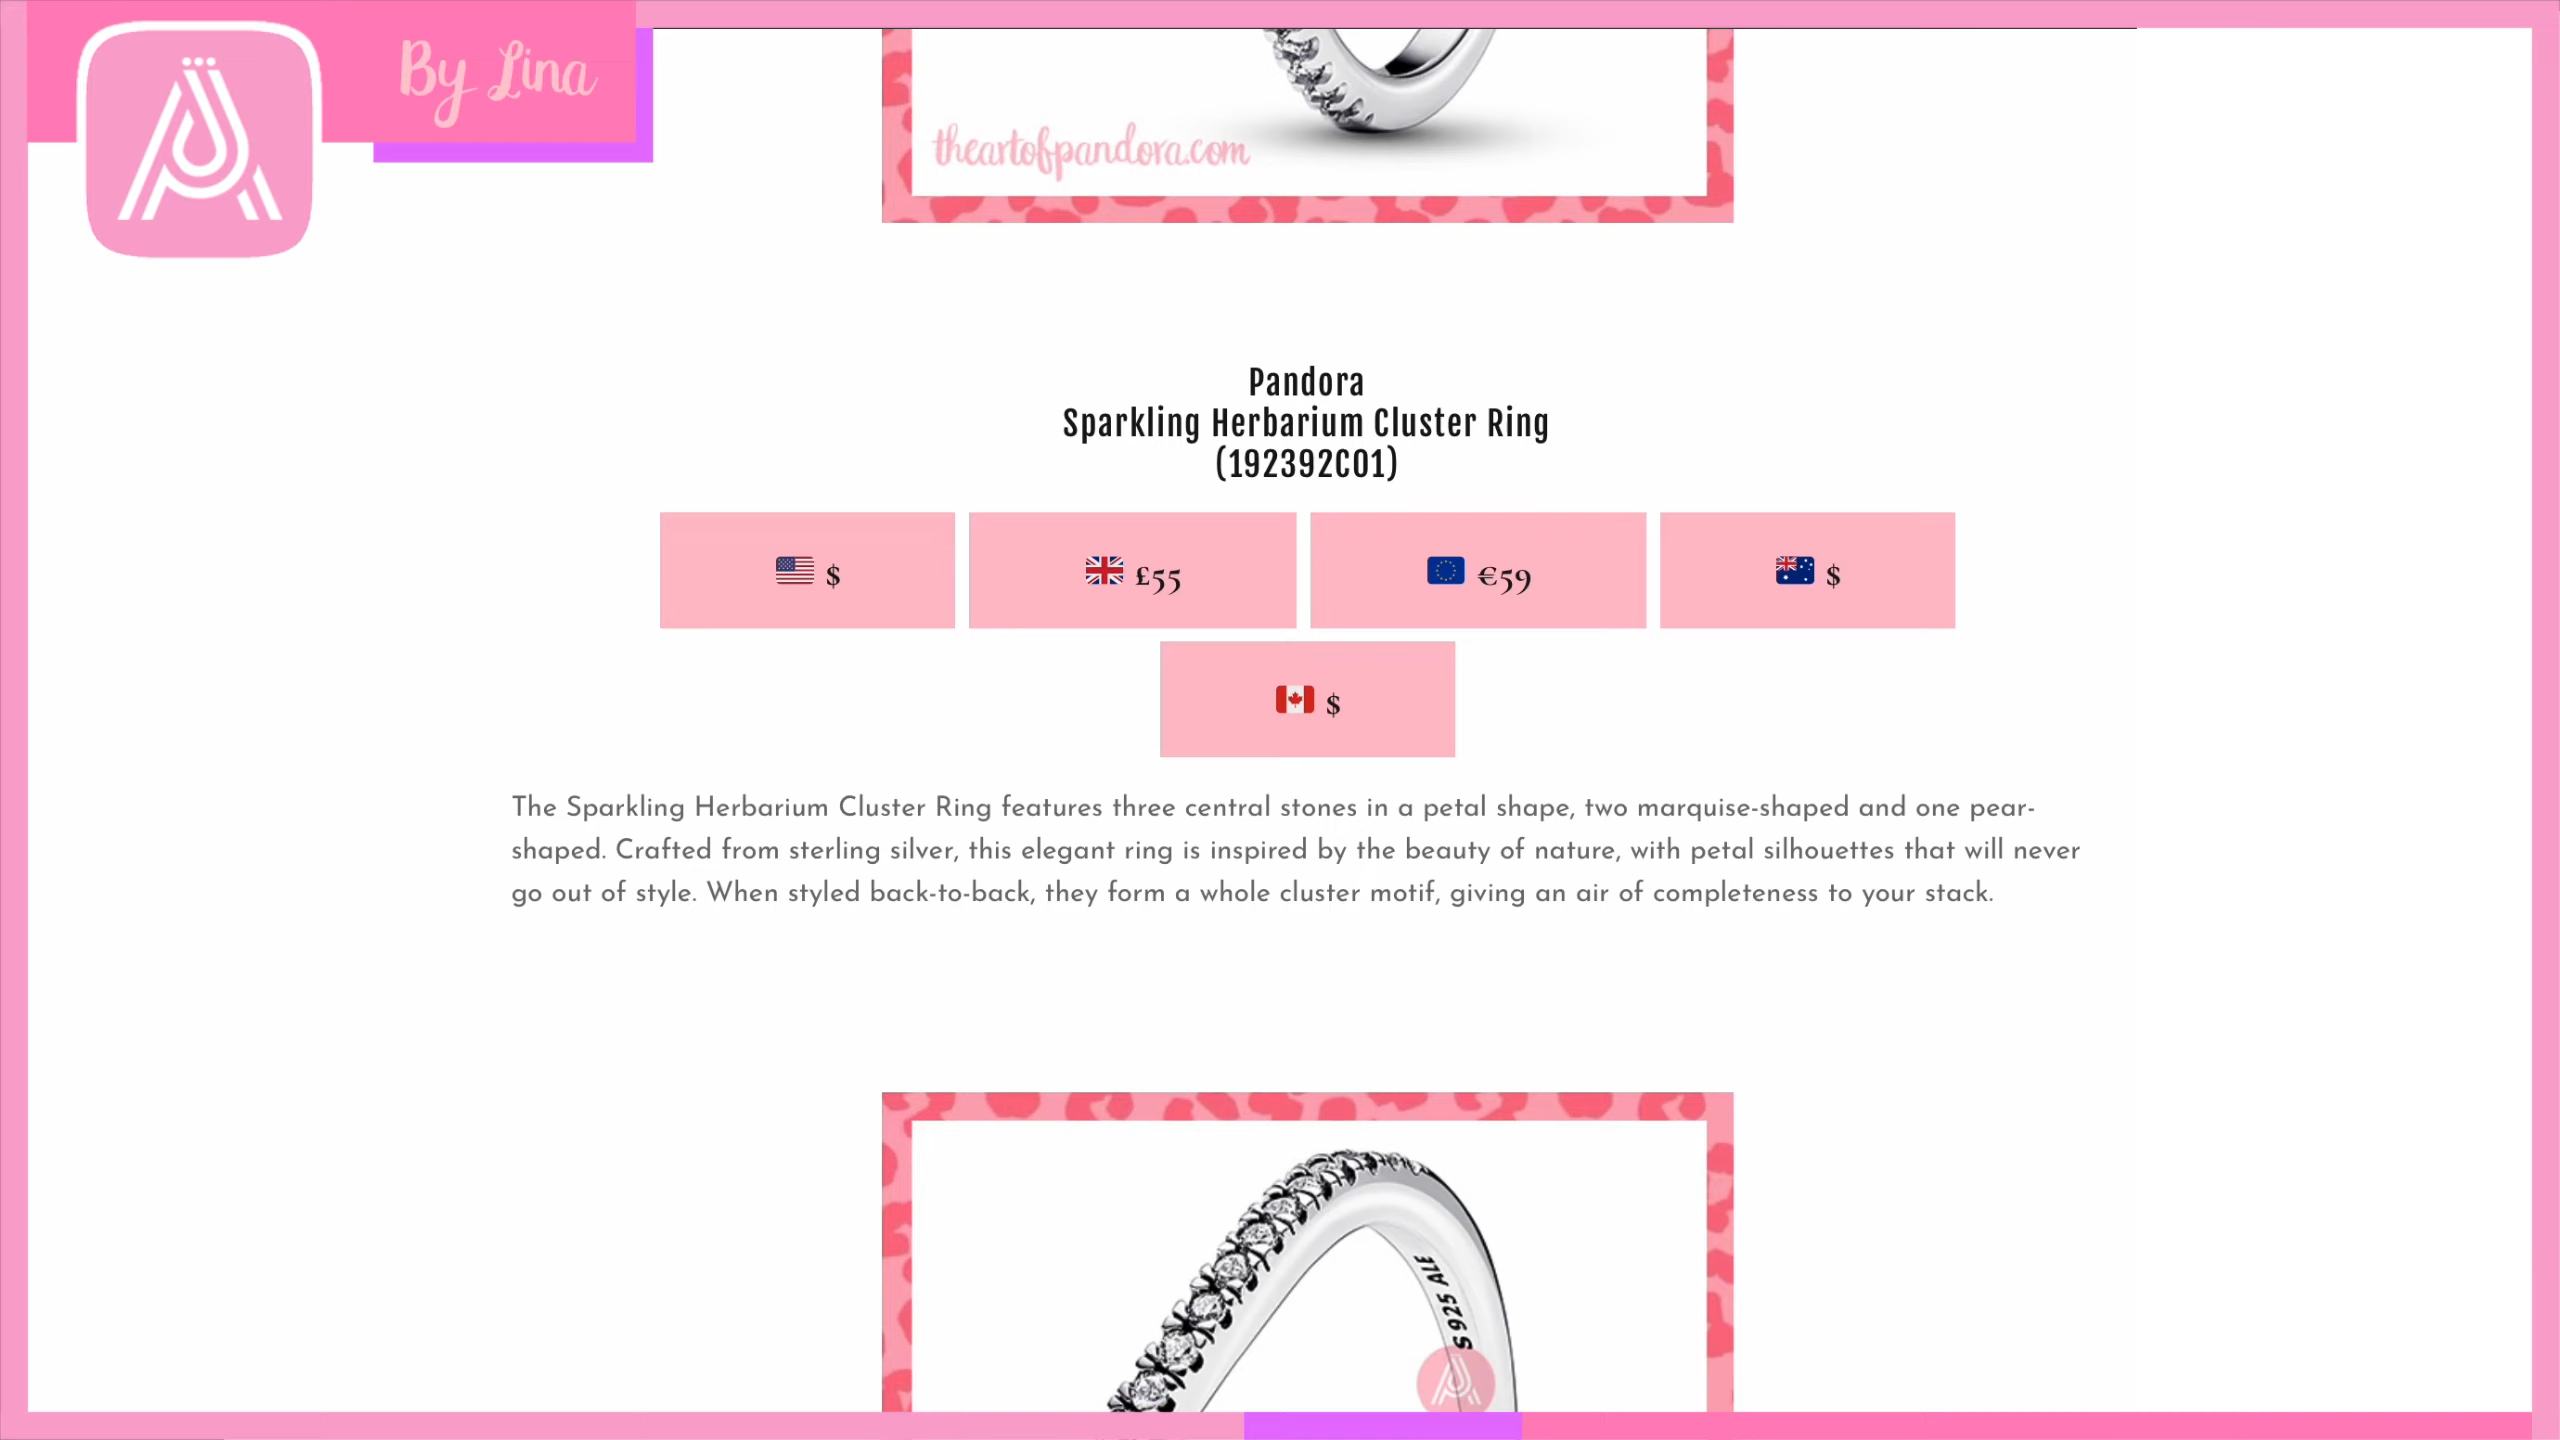 By Lina
theartofpandora.com
Pandora
Sparkling Herbarium Cluster Ring
(192392C01)
$
£55
€59
$
$
The Sparkling Herbarium Cluster Ring features three central stones in a petal shape, two marquise-shaped and one pear-
shaped. Crafted from sterling silver, this elegant ring is inspired by the beauty of nature, with petal silhouettes that will never
go out of style. When styled back-to-back, they form a whole cluster motif, giving an air of completeness to your stack.
S 925 ALE